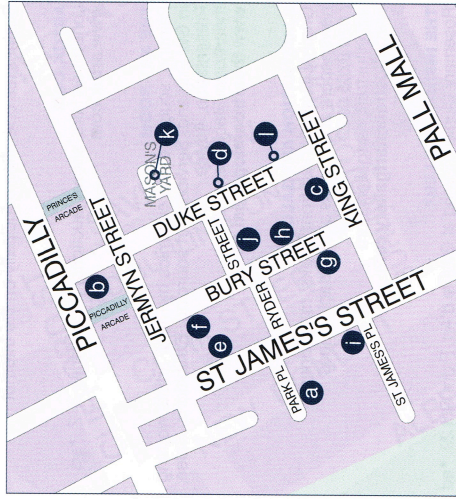 PICCADILLY
PRINCE'S
ARCADE
b
PICCADILLY
ARCADE
JERMYN STREET
MASON'S
YARD
k
DUKE STREET
d
l
f
e
j
h
RYDER STREET
BURY STREET
c
g
KING STREET
ST JAMES'S STREET
PARK PL
a
i
ST JAMES'S PL
PALL MALL